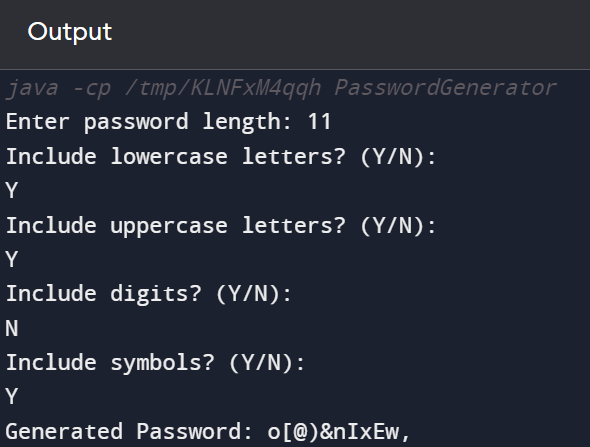 Output
java -cp /tmp/KLNFxM4qqh PasswordGenerator
Enter password length: 11
Include lowercase letters? (Y/N):
Y
Include uppercase letters? (Y/N):
Y
Include digits? (Y/N):
N
Include symbols? (Y/N):
Y
Generated Password: o[@)&nIxEw,